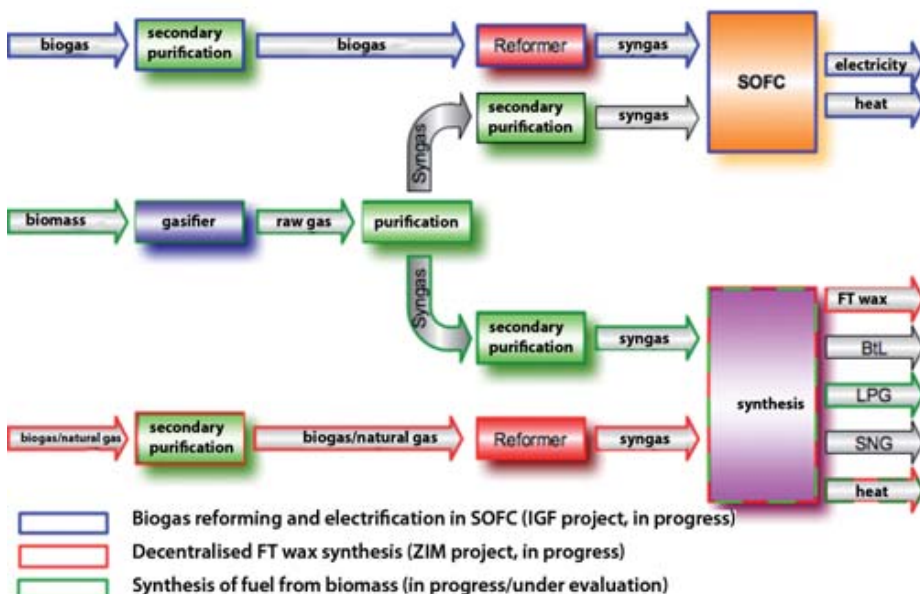 biogas
secondary
purification
biogas
Reformer
syngas
SOFC
electricity
heat
Syngas
secondary
purification
syngas
biomass
gasifier
raw gas
purification
Syngas
secondary
purification
syngas
synthesis
FT wax
BtL
LPG
SNG
heat
biogas/natural gas
secondary
purification
biogas/natural gas
Reformer
syngas
Biogas reforming and electrification in SOFC (IGF project, in progress)
Decentralised FT wax synthesis (ZIM project, in progress)
Synthesis of fuel from biomass (in progress/under evaluation)